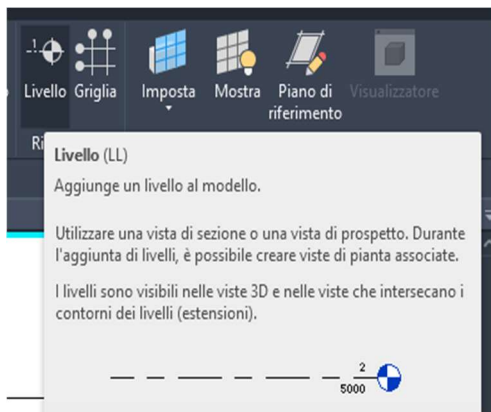 Livello Griglia Imposta Mostra Piano di Visualizzatore
riferimento
Livello (LL)
Aggiunge un livello al modello.
Utilizzare una vista di sezione o una vista di prospetto. Durante
l'aggiunta di livelli, è possibile creare viste di pianta associate.
I livelli sono visibili nelle viste 3D e nelle viste che intersecano i
contorni dei livelli (estensioni).
2
5000